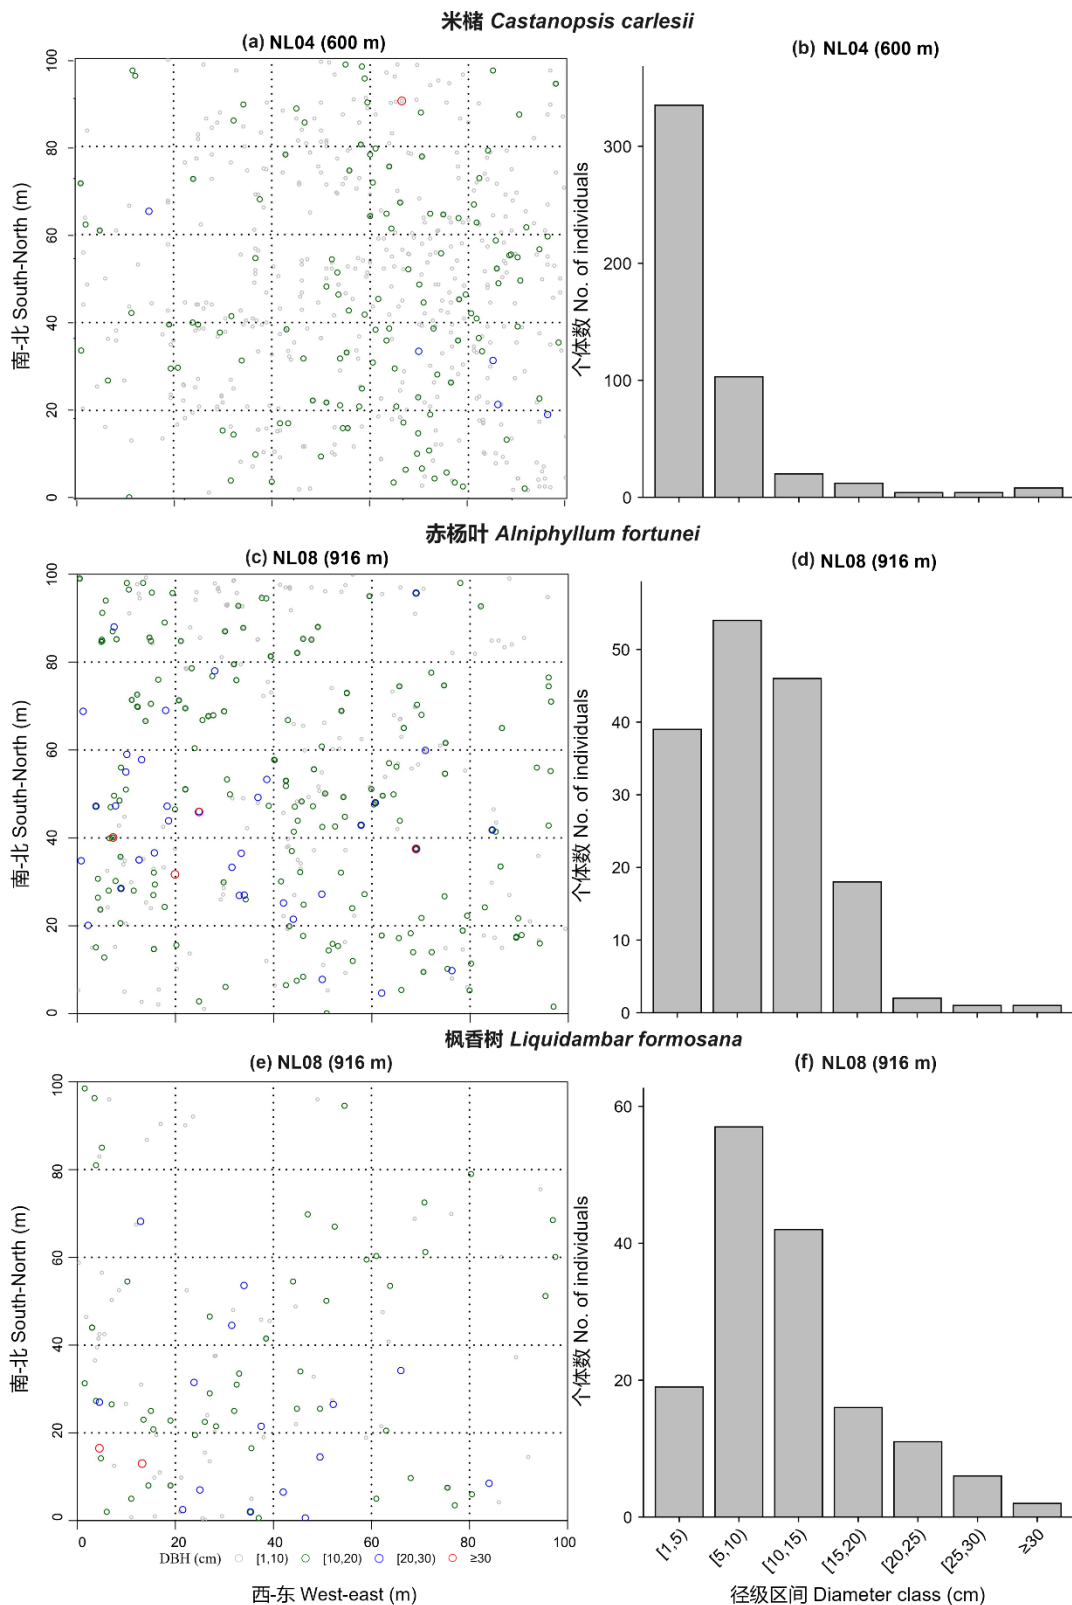 米槠 Castanopsis carlesii
(a) NL04 (600 m)
(b) NL04 (600 m)
南-北 South-North (m)
0 20 40 60 80 100
个体数 No. of individuals
0 100 200 300
赤杨叶 Alniphyllum fortunei
(c) NL08 (916 m)
(d) NL08 (916 m)
南-北 South-North (m)
0 20 40 60 80 100
个体数 No. of individuals
0 10 20 30 40 50
枫香树 Liquidambar formosana
(e) NL08 (916 m)
(f) NL08 (916 m)
南-北 South-North (m)
0 20 40 60 80 100
个体数 No. of individuals
0 20 40 60
0 20 40 60 80 100
[1,5) [5,10) [10,15) [15,20) [20,25) [25,30) ≥30
DBH (cm) [1,10) [10,20) [20,30) ≥30
西-东 West-east (m)
径级区间 Diameter class (cm)